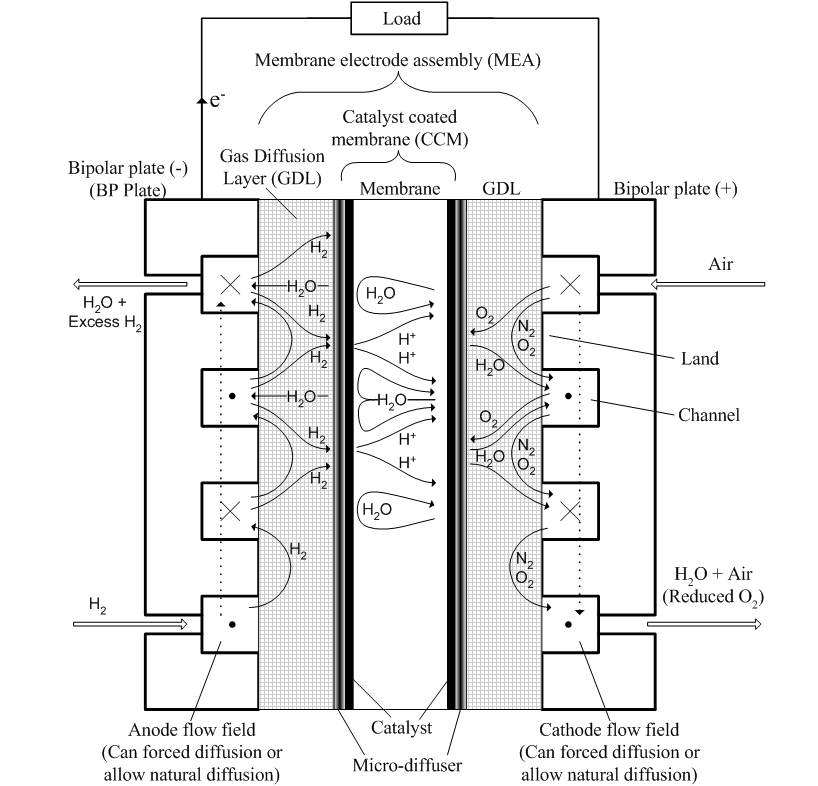 Load
Membrane electrode assembly (MEA)
e-
Catalyst coated
membrane (CCM)
Gas Diffusion
Layer (GDL)
Bipolar plate (-)
(BP Plate)
Membrane
GDL
Bipolar plate (+)
H2
H2O
H2O
O2
Air
H2O +
Excess H2
H2
N2
O2
H+
H+
H2
H2O
Land
H2O
H2O
Channel
O2
H2
H+
N2
O2
H2O
H+
H2
H2O
H2
N2
O2
H2O + Air
(Reduced O2)
H2
Catalyst
Anode flow field
(Can forced diffusion or
allow natural diffusion)
Cathode flow field
(Can forced diffusion or
allow natural diffusion)
Micro-diffuser